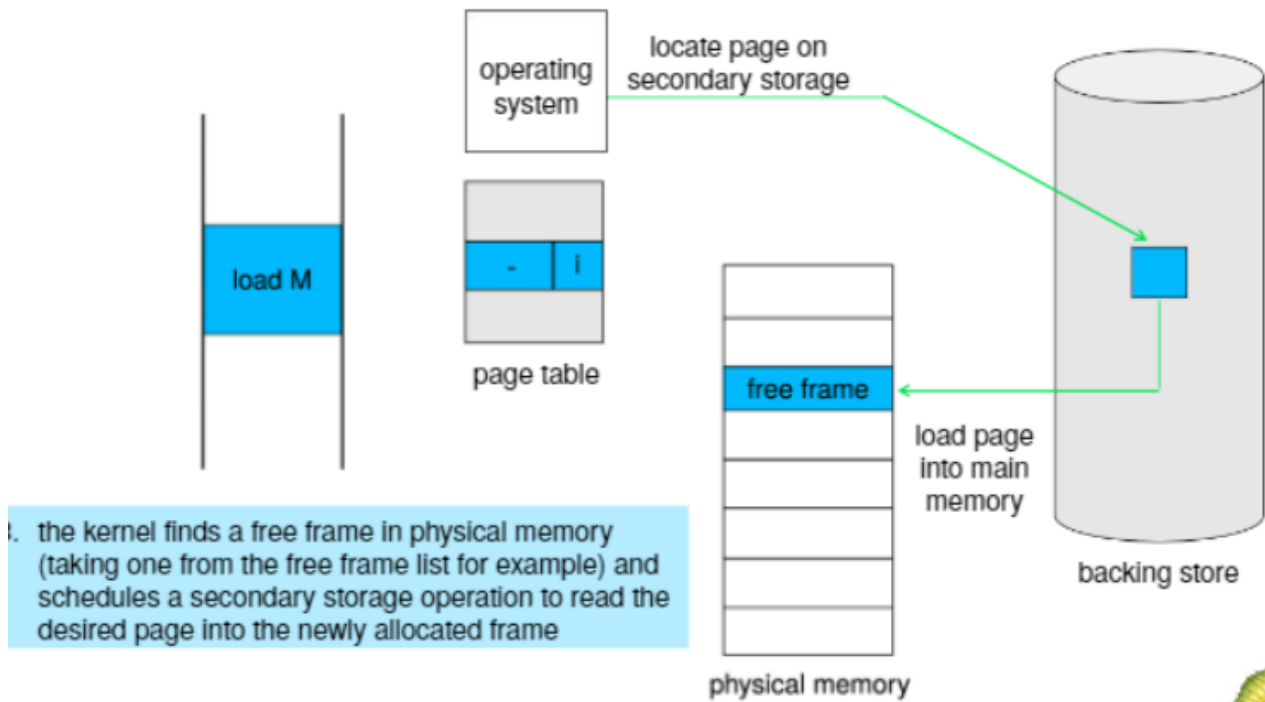 operating
system
locate page on
secondary storage
load M
-
i
page table
free frame
load page
into main
memory
backing store
. the kernel finds a free frame in physical memory
(taking one from the free frame list for example) and
schedules a secondary storage operation to read the
desired page into the newly allocated frame
physical memory